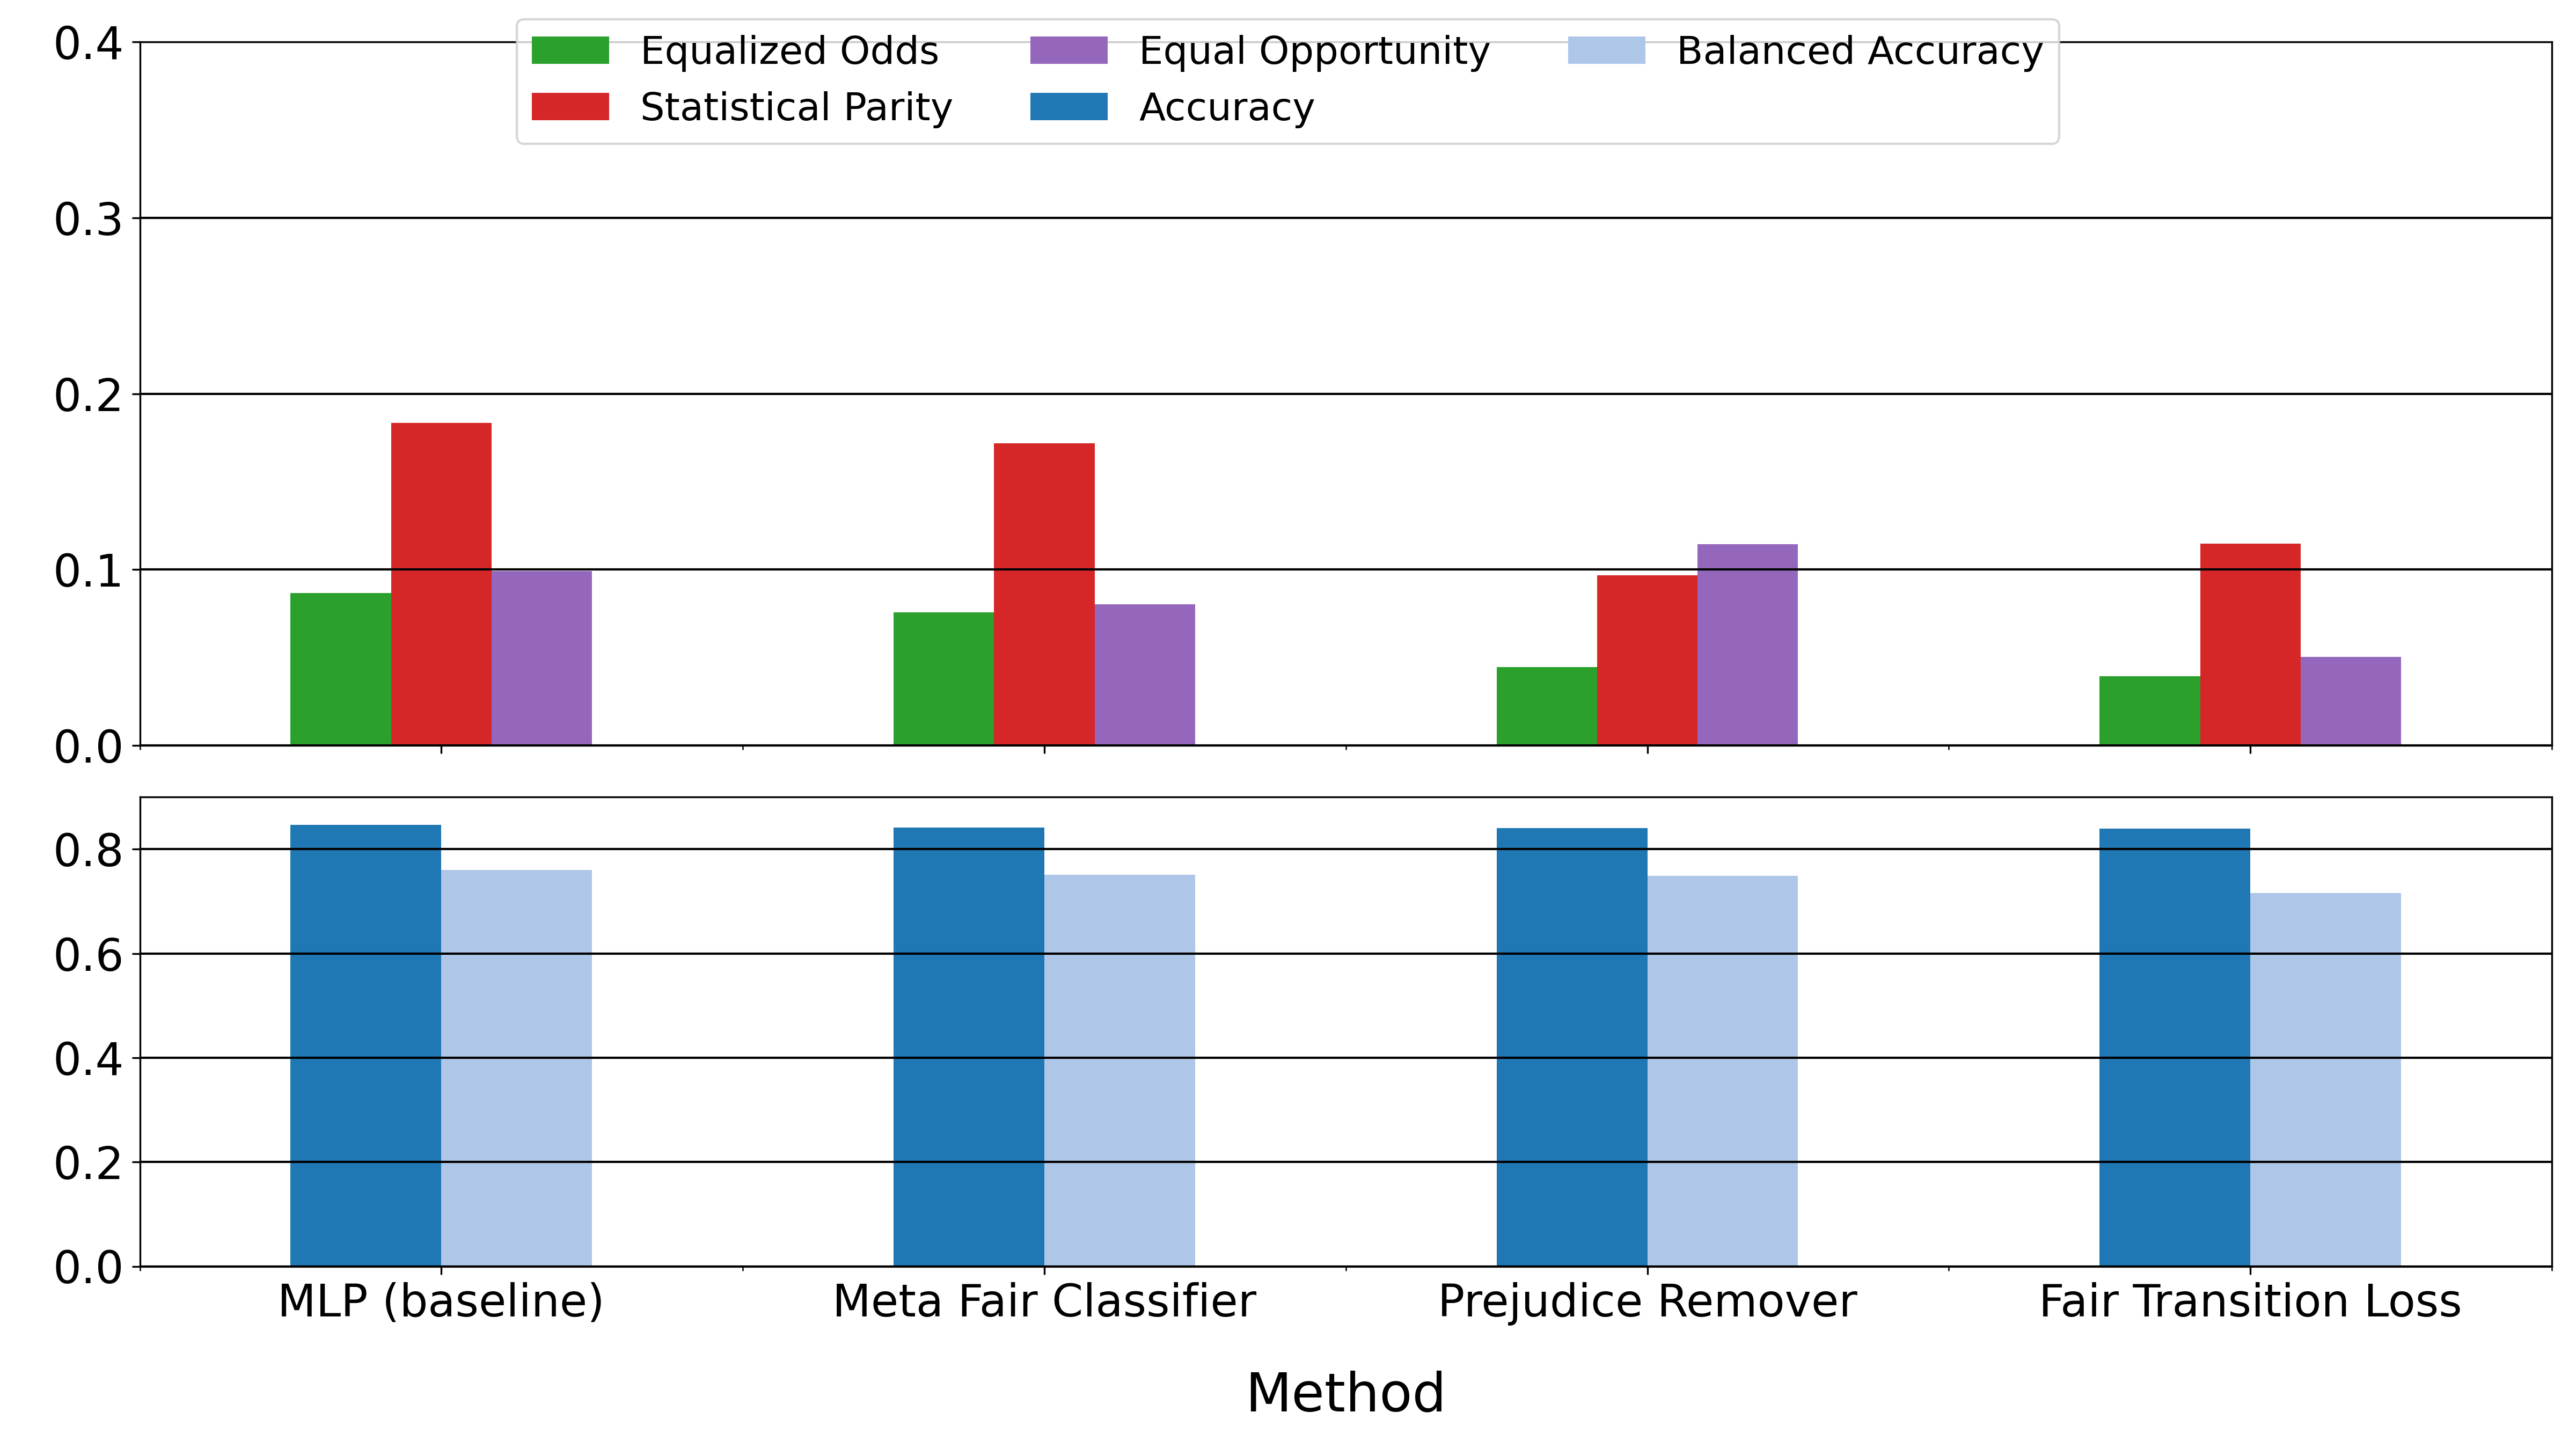 Equalized Odds
Statistical Parity
Equal Opportunity
Accuracy
Balanced Accuracy
0.4
0.3
0.2
0.1
0.0
0.8
0.6
0.4
0.2
0.0
MLP (baseline) Meta Fair Classifier Prejudice Remover Fair Transition Loss
Method